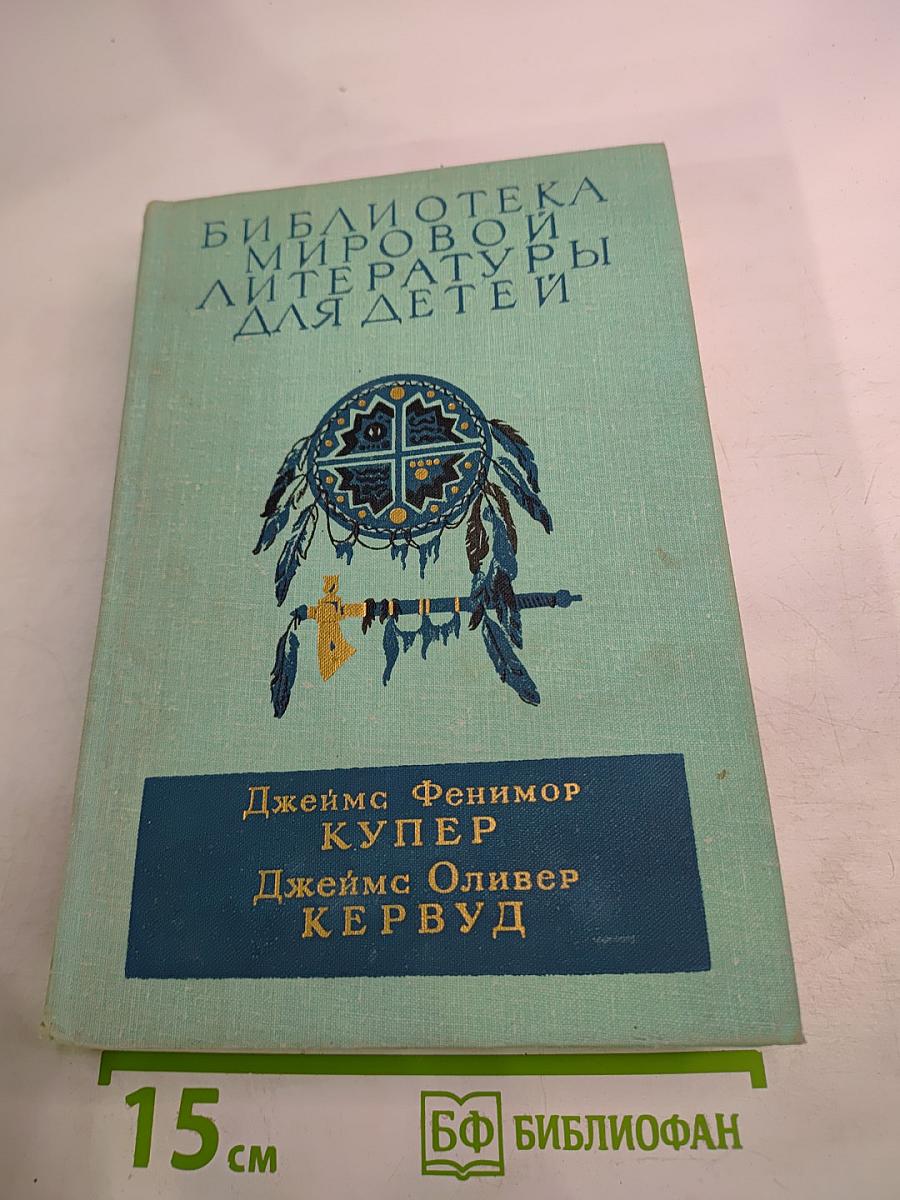 БИБЛИОТЕКА
МИРОВОЙ
ЛИТЕРАТУРЫ
ДЛЯ ДЕТЕЙ
Джеймс Фенимор
КУПЕР
Джеймс Оливер
КЕРВУД
15 см
БФ БИБЛИОФАН